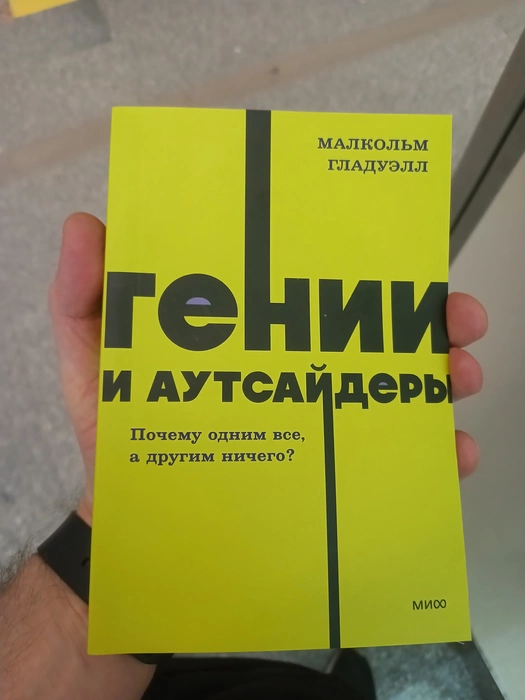 МАЛКОЛЬМ
ГЛАДУЭЛЛ
ГЕНИИ
И АУТСАЙДЕРЫ
Почему одним все,
а другим ничего?
МИФ